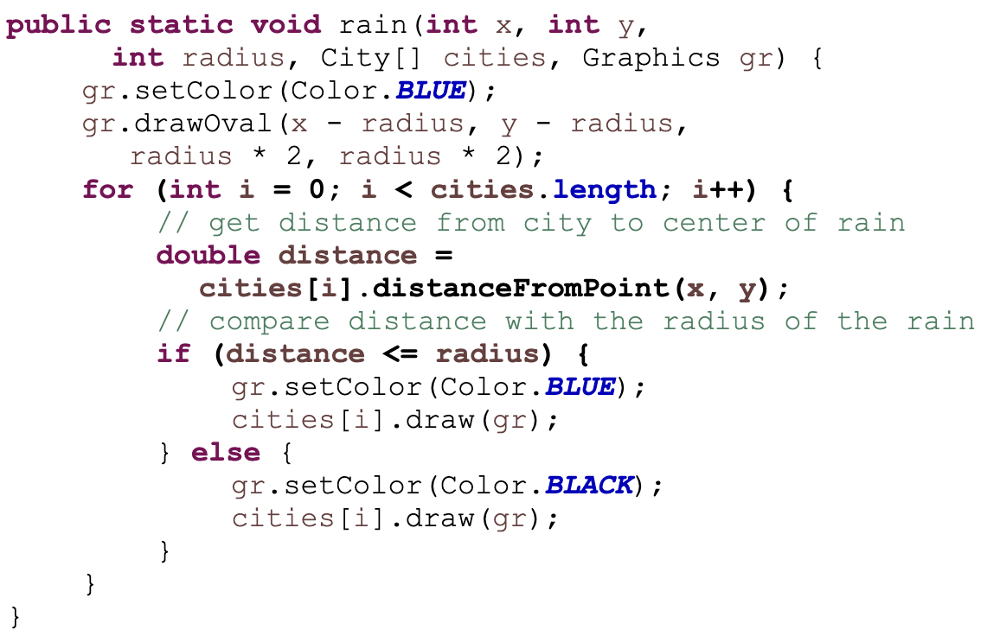 public static void rain(int x, int y,
int radius, City[] cities, Graphics gr) {
gr.setColor(Color.BLUE);
gr.drawOval(x - radius, y - radius,
radius * 2, radius * 2);
for (int i = 0; i < cities.length; i++) {
// get distance from city to center of rain
double distance =
cities[i].distanceFromPoint(x, y);
// compare distance with the radius of the rain
if (distance <= radius) {
gr.setColor(Color.BLUE);
cities[i].draw(gr);
} else {
gr.setColor(Color.BLACK);
cities[i].draw(gr);
}
}
}